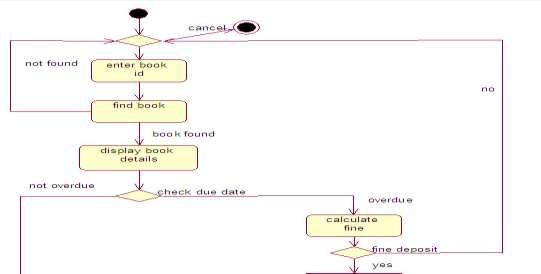 cancel
not found
enter book
id
no
find book
book found
display book
details
not overdue
check due date
overdue
calculate
fine
fine deposit
yes